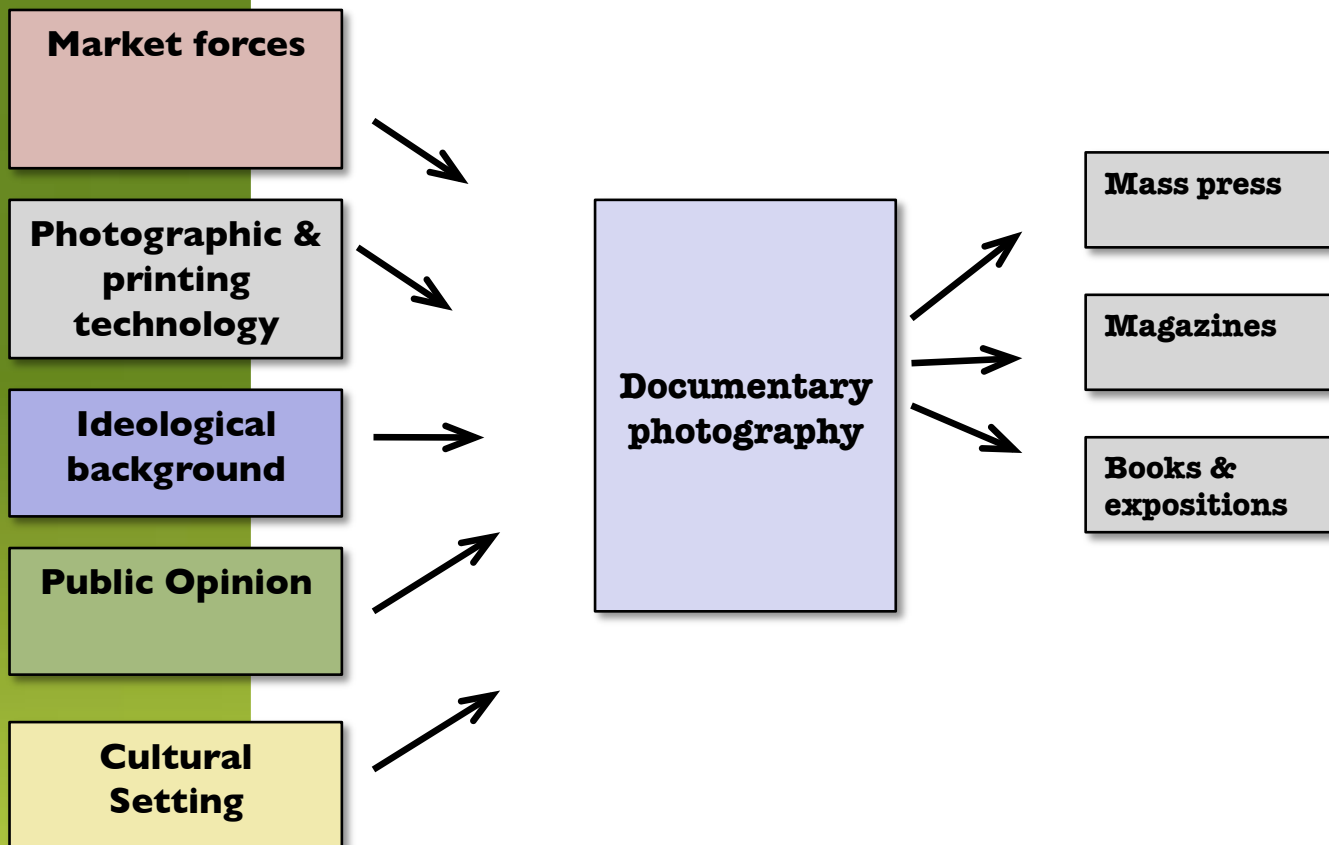 Market forces
Photographic &
printing
technology
Ideological
background
Public Opinion
Cultural
Setting
Documentary
photography
Mass press
Magazines
Books &
expositions